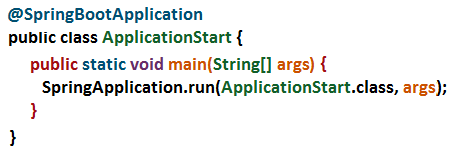 @SpringBootApplication
public class ApplicationStart {
public static void main(String[] args) {
SpringApplication.run(ApplicationStart.class, args);
}
}